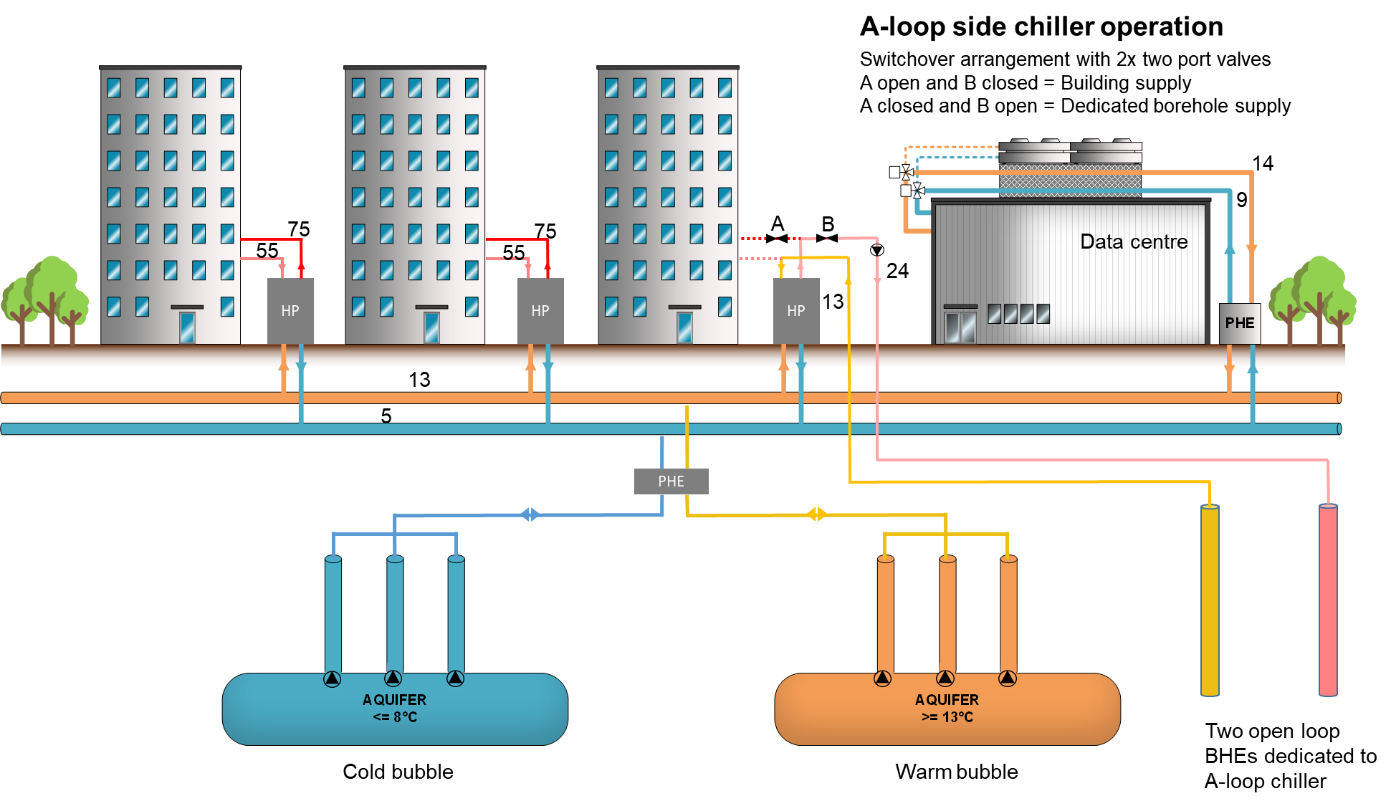 A-loop side chiller operation
Switchover arrangement with 2x two port valves
A open and B closed = Building supply
A closed and B open = Dedicated borehole supply
14
9
75
55
75
55
A
B
24
13
Data centre
HP
HP
HP
PHE
13
5
PHE
AQUIFER
<= 8°C
AQUIFER
>= 13°C
Cold bubble
Warm bubble
Two open loop
BHEs dedicated to
A-loop chiller